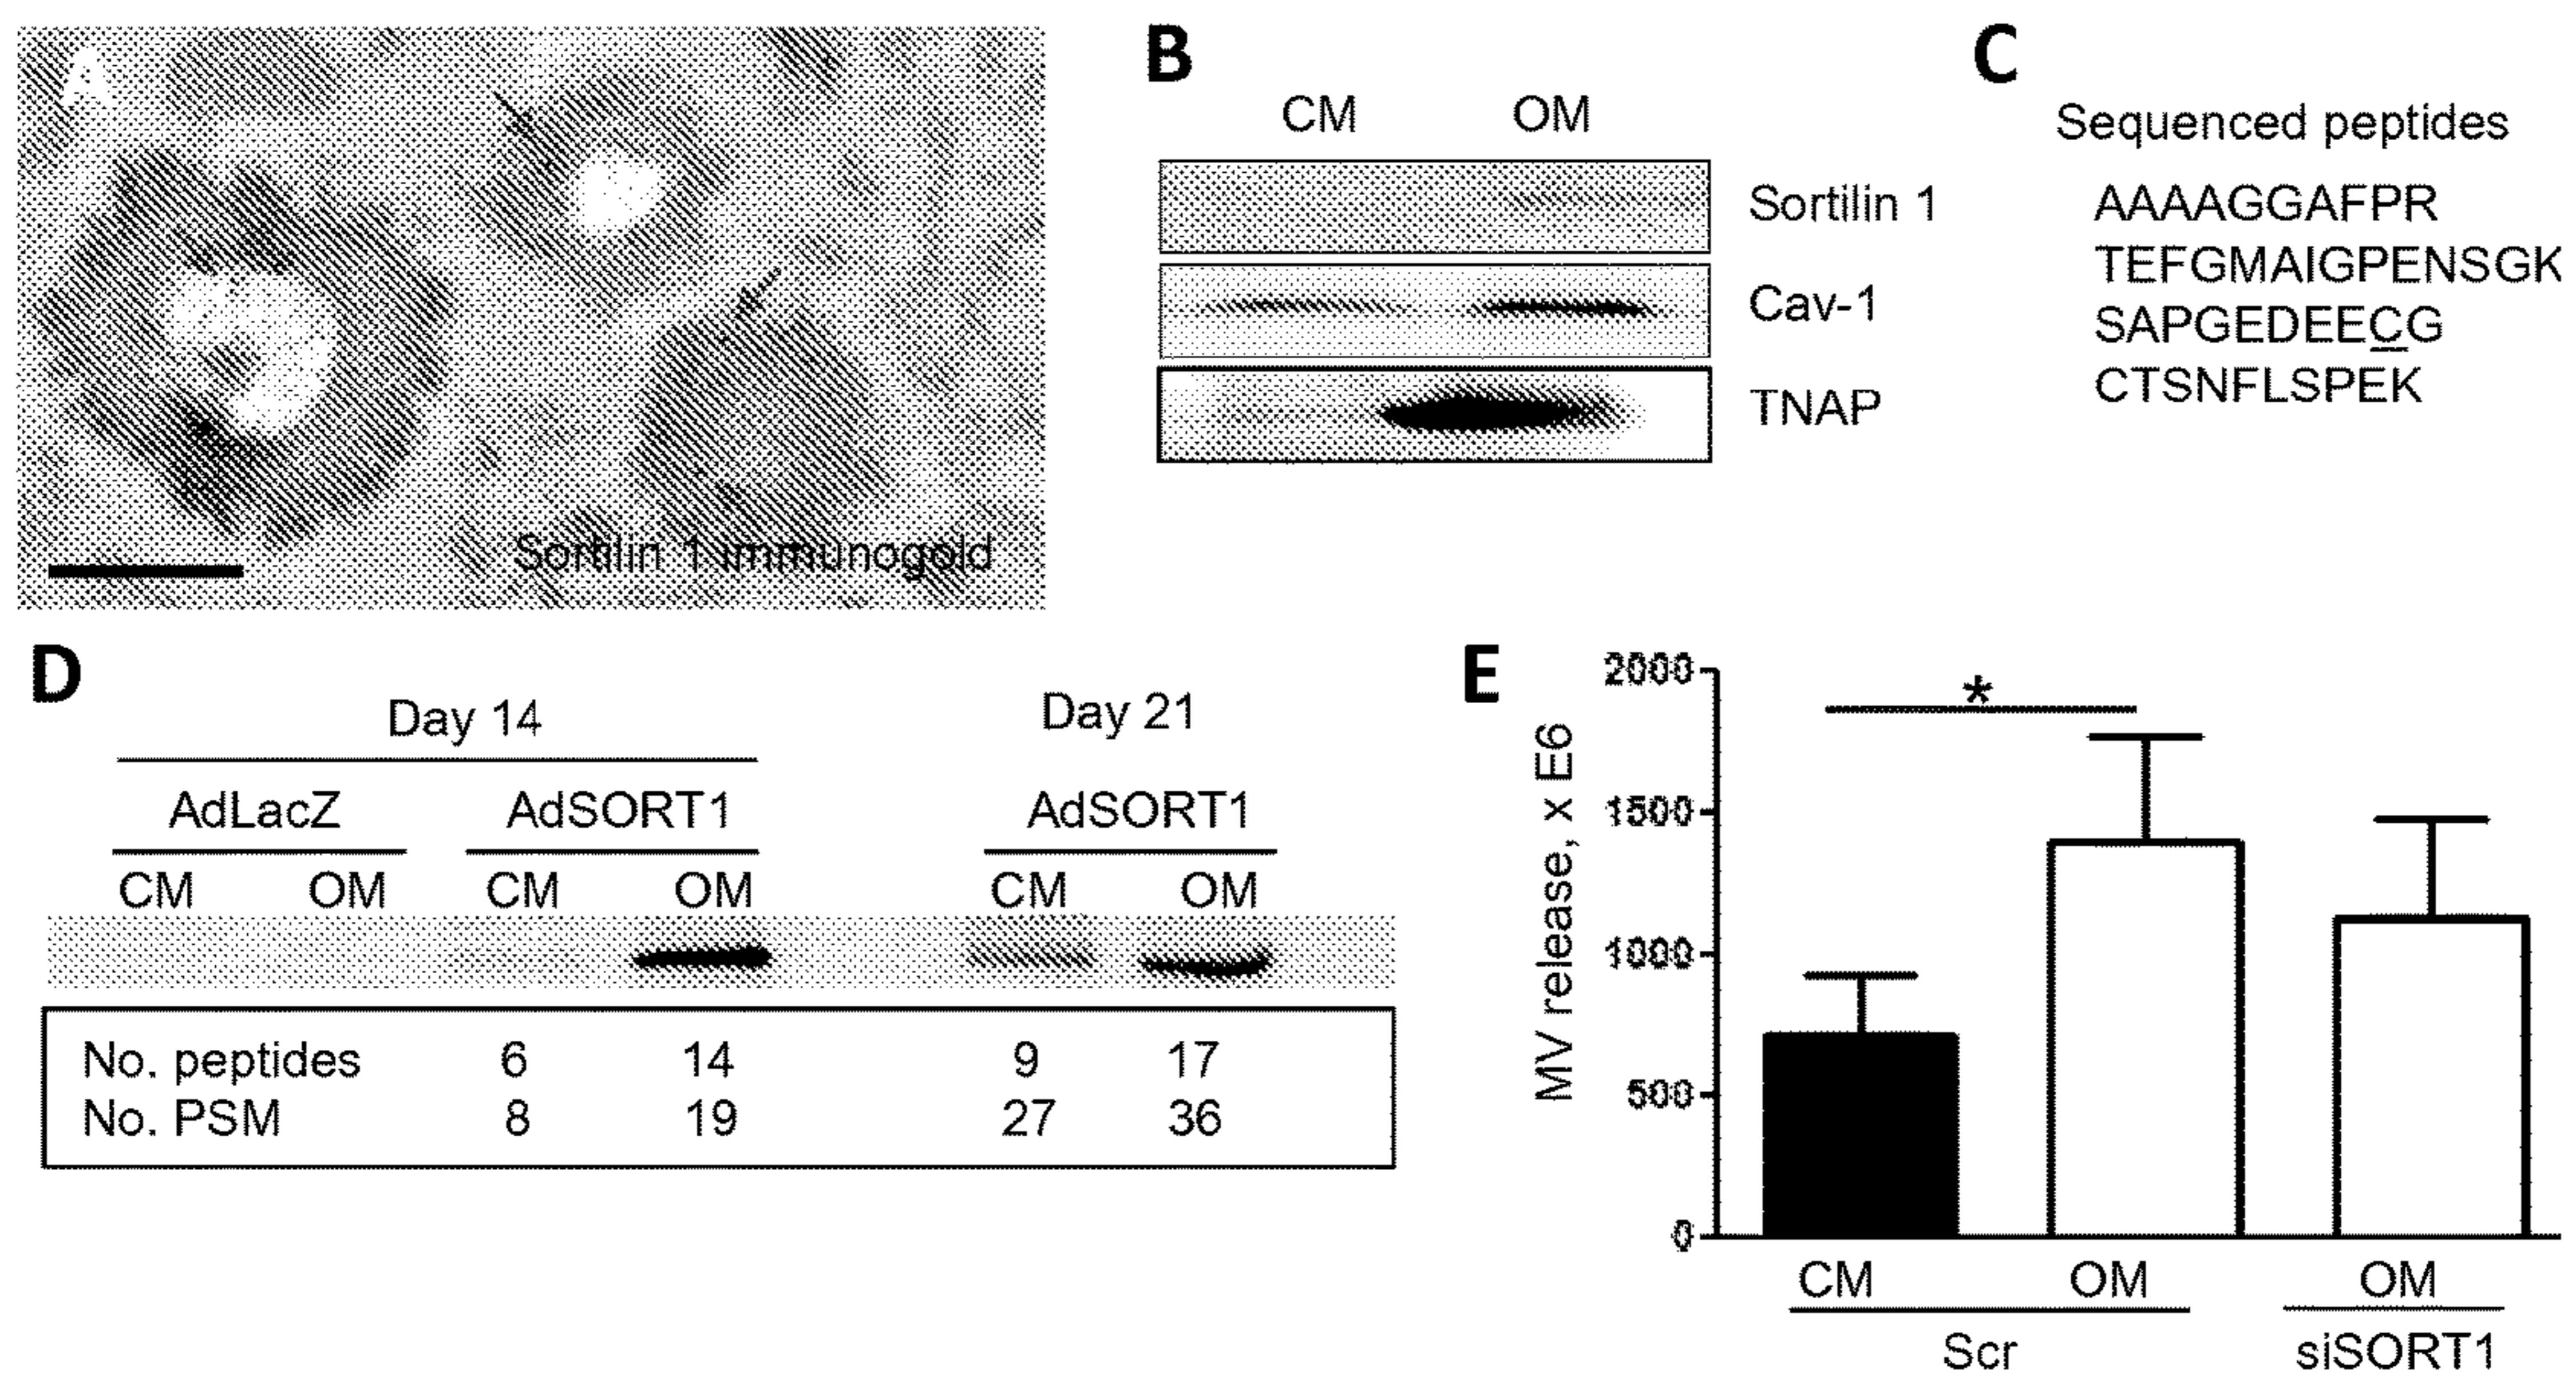 A
Sortilin 1 immunogold
B
CM OM
Sortilin 1
Cav-1
TNAP
C
Sequenced peptides
AAAAGGAFPR
TEFGMAIGPENSGK
SAPGEDEECG
CTSNFLSPEK
D
Day 14 Day 21
AdLacZ AdSORT1 AdSORT1
CM OM CM OM CM OM
No. peptides 6 14 9 17
No. PSM 8 19 27 36
E
MV release, x E6
2000
1500
1000
500
0
*
CM OM OM
Scr siSORT1